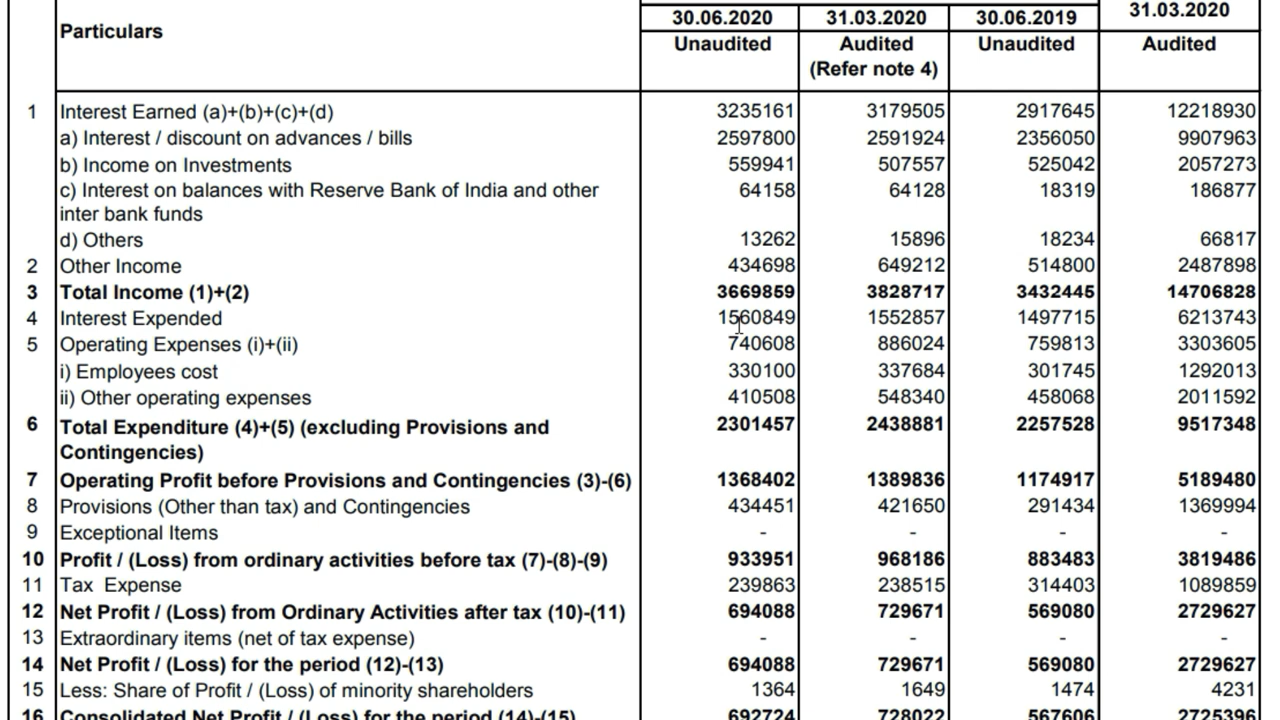 30.06.2020 31.03.2020 30.06.2019 31.03.2020
Particulars
Unaudited Audited Unaudited Audited
(Refer note 4)
1 Interest Earned (a)+(b)+(c)+(d) 3235161 3179505 2917645 12218930
a) Interest / discount on advances / bills 2597800 2591924 2356050 9907963
b) Income on Investments 559941 507557 525042 2057273
c) Interest on balances with Reserve Bank of India and other 64158 64128 18319 186877
inter bank funds
d) Others 13262 15896 18234 66817
2 Other Income 434698 649212 514800 2487898
3 Total Income (1)+(2) 3669859 3828717 3432445 14706828
4 Interest Expended 1560849 1552857 1497715 6213743
5 Operating Expenses (i)+(ii) 740608 886024 759813 3303605
i) Employees cost 330100 337684 301745 1292013
ii) Other operating expenses 410508 548340 458068 2011592
6 Total Expenditure (4)+(5) (excluding Provisions and 2301457 2438881 2257528 9517348
Contingencies)
7 Operating Profit before Provisions and Contingencies (3)-(6) 1368402 1389836 1174917 5189480
8 Provisions (Other than tax) and Contingencies 434451 421650 291434 1369994
9 Exceptional Items - - - -
10 Profit / (Loss) from ordinary activities before tax (7)-(8)-(9) 933951 968186 883483 3819486
11 Tax Expense 239863 238515 314403 1089859
12 Net Profit / (Loss) from Ordinary Activities after tax (10)-(11) 694088 729671 569080 2729627
13 Extraordinary items (net of tax expense) - - - -
14 Net Profit / (Loss) for the period (12)-(13) 694088 729671 569080 2729627
15 Less: Share of Profit / (Loss) of minority shareholders 1364 1649 1474 4231
16 Consolidated Net Profit / (Loss) for the period (14)-(15) 692724 728022 567606 2725396